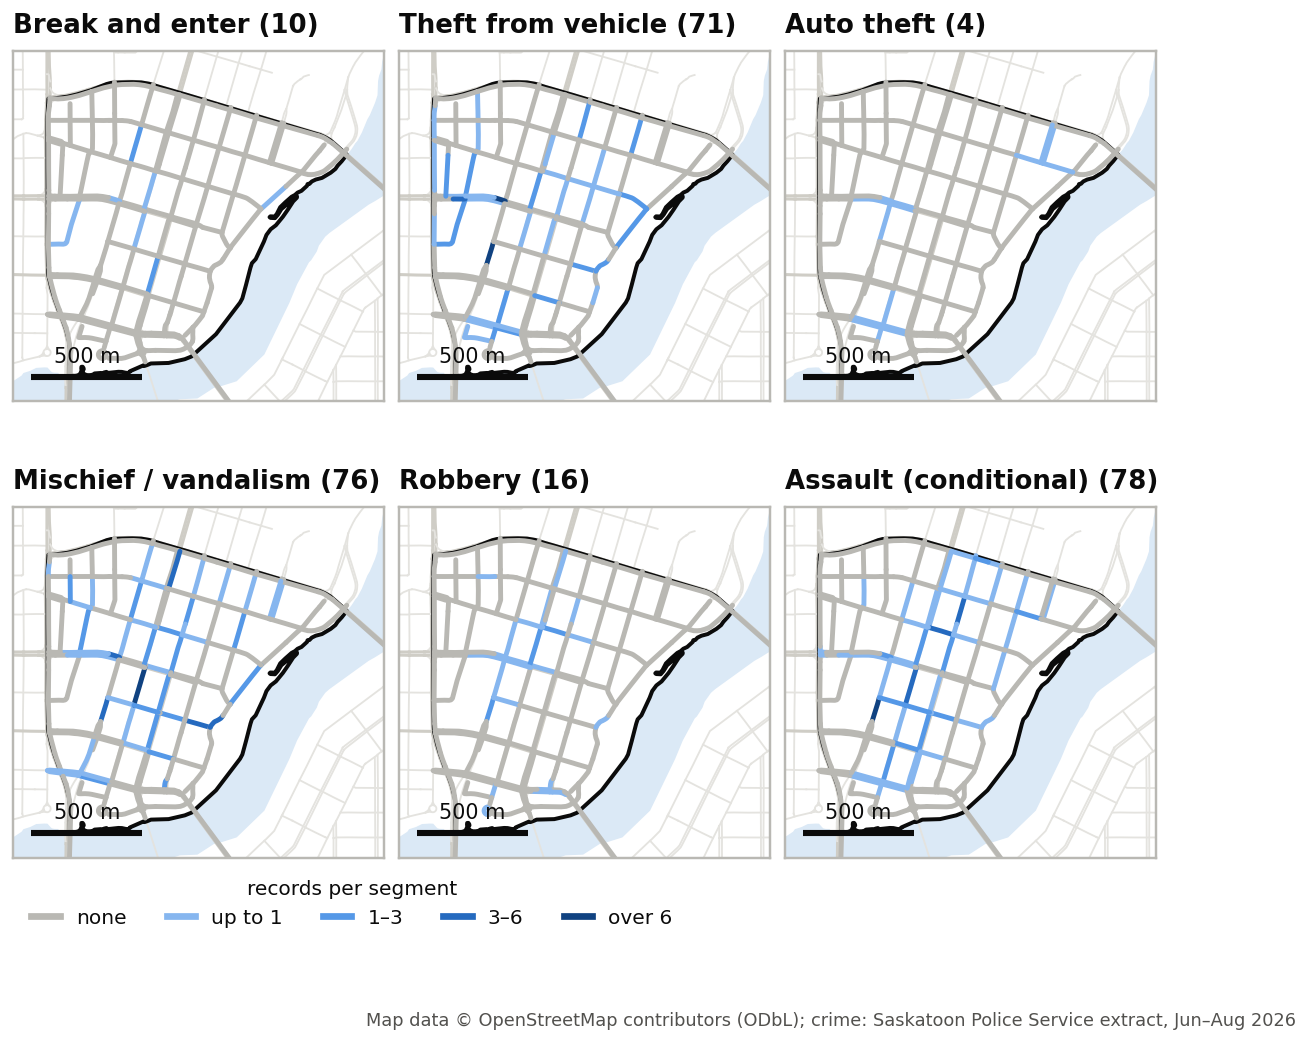 Break and enter (10)
Theft from vehicle (71)
Auto theft (4)
500 m
500 m
500 m
Mischief / vandalism (76)
Robbery (16)
Assault (conditional) (78)
500 m
500 m
500 m
records per segment
none
up to 1
1–3
3–6
over 6
Map data © OpenStreetMap contributors (ODbL); crime: Saskatoon Police Service extract, Jun–Aug 2026